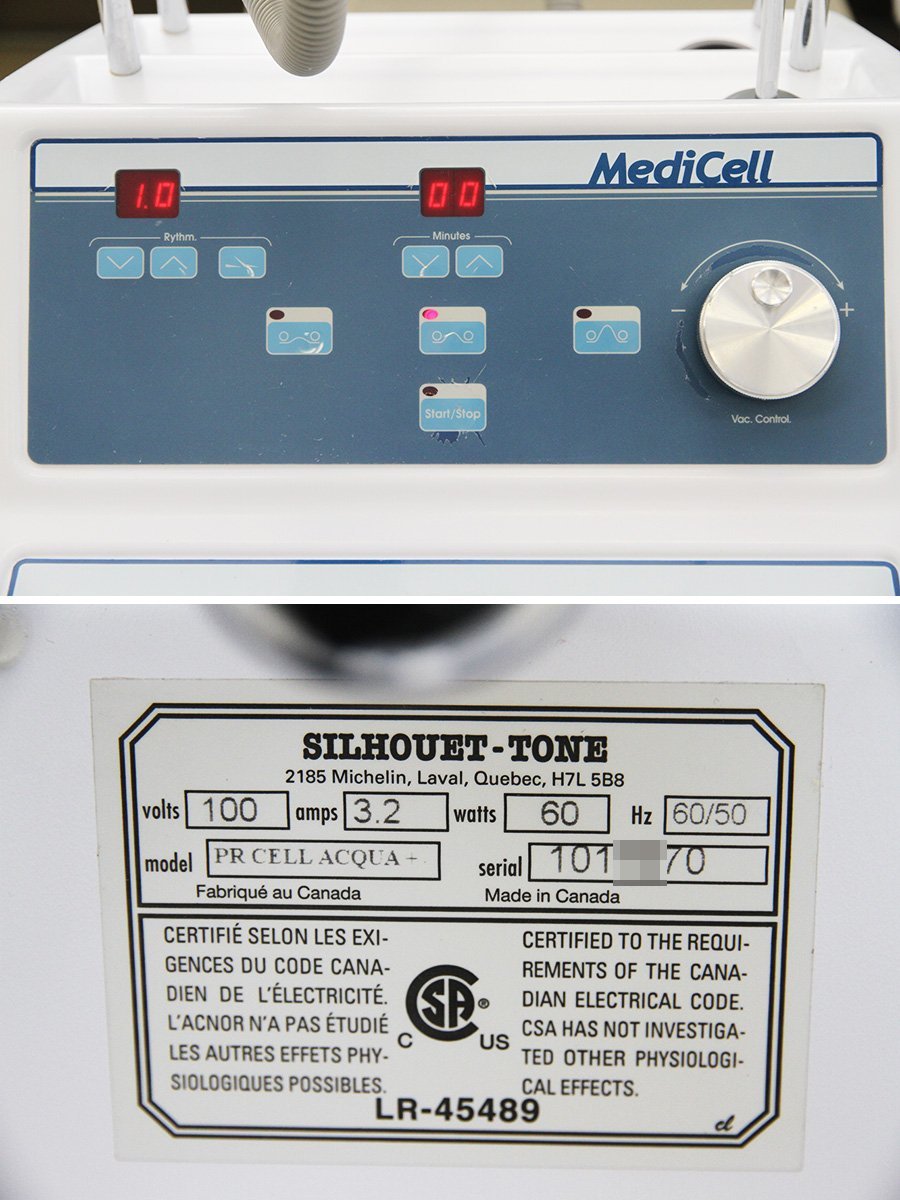 MediCell
1.0
00
Rythm.
Minutes
- +
Start/Stop
Vac. Control.
SILHOUET-TONE
2185 Michelin, Laval, Quebec, H7L 5B8
volts 100 amps 3.2 watts 60 Hz 60/50
model PR CELL ACQUA + serial 101 70
Fabriqué au Canada Made in Canada
CERTIFIÉ SELON LES EXI-
GENCES DU CODE CANA-
DIEN DE L'ÉLECTRICITÉ.
L'ACNOR N'A PAS ÉTUDIÉ
LES AUTRES EFFETS PHY-
SIOLOGIQUES POSSIBLES.
C SA ® US
CERTIFIED TO THE REQUI-
REMENTS OF THE CANA-
DIAN ELECTRICAL CODE.
CSA HAS NOT INVESTIGA-
TED OTHER PHYSIOLOGI-
CAL EFFECTS.
LR-45489
cl